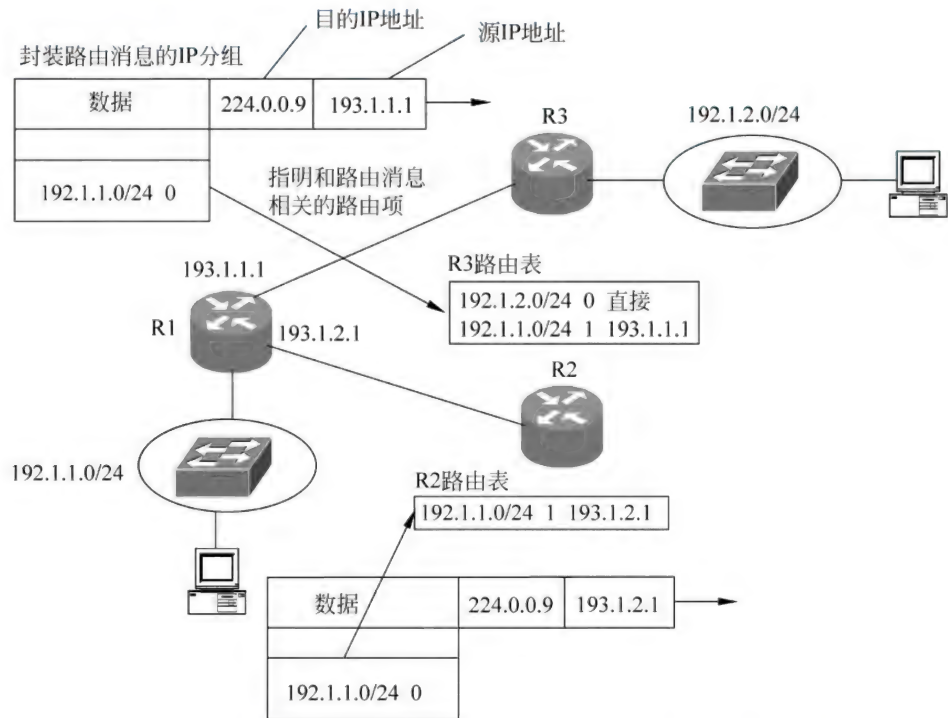 目的IP地址
源IP地址
封装路由消息的IP分组
数据 224.0.0.9 193.1.1.1
192.1.1.0/24 0
R3
192.1.2.0/24
指明和路由消息
相关的路由项
193.1.1.1
R1
193.1.2.1
R3路由表
192.1.2.0/24 0 直接
192.1.1.0/24 1 193.1.1.1
R2
192.1.1.0/24
R2路由表
192.1.1.0/24 1 193.1.2.1
数据 224.0.0.9 193.1.2.1
192.1.1.0/24 0